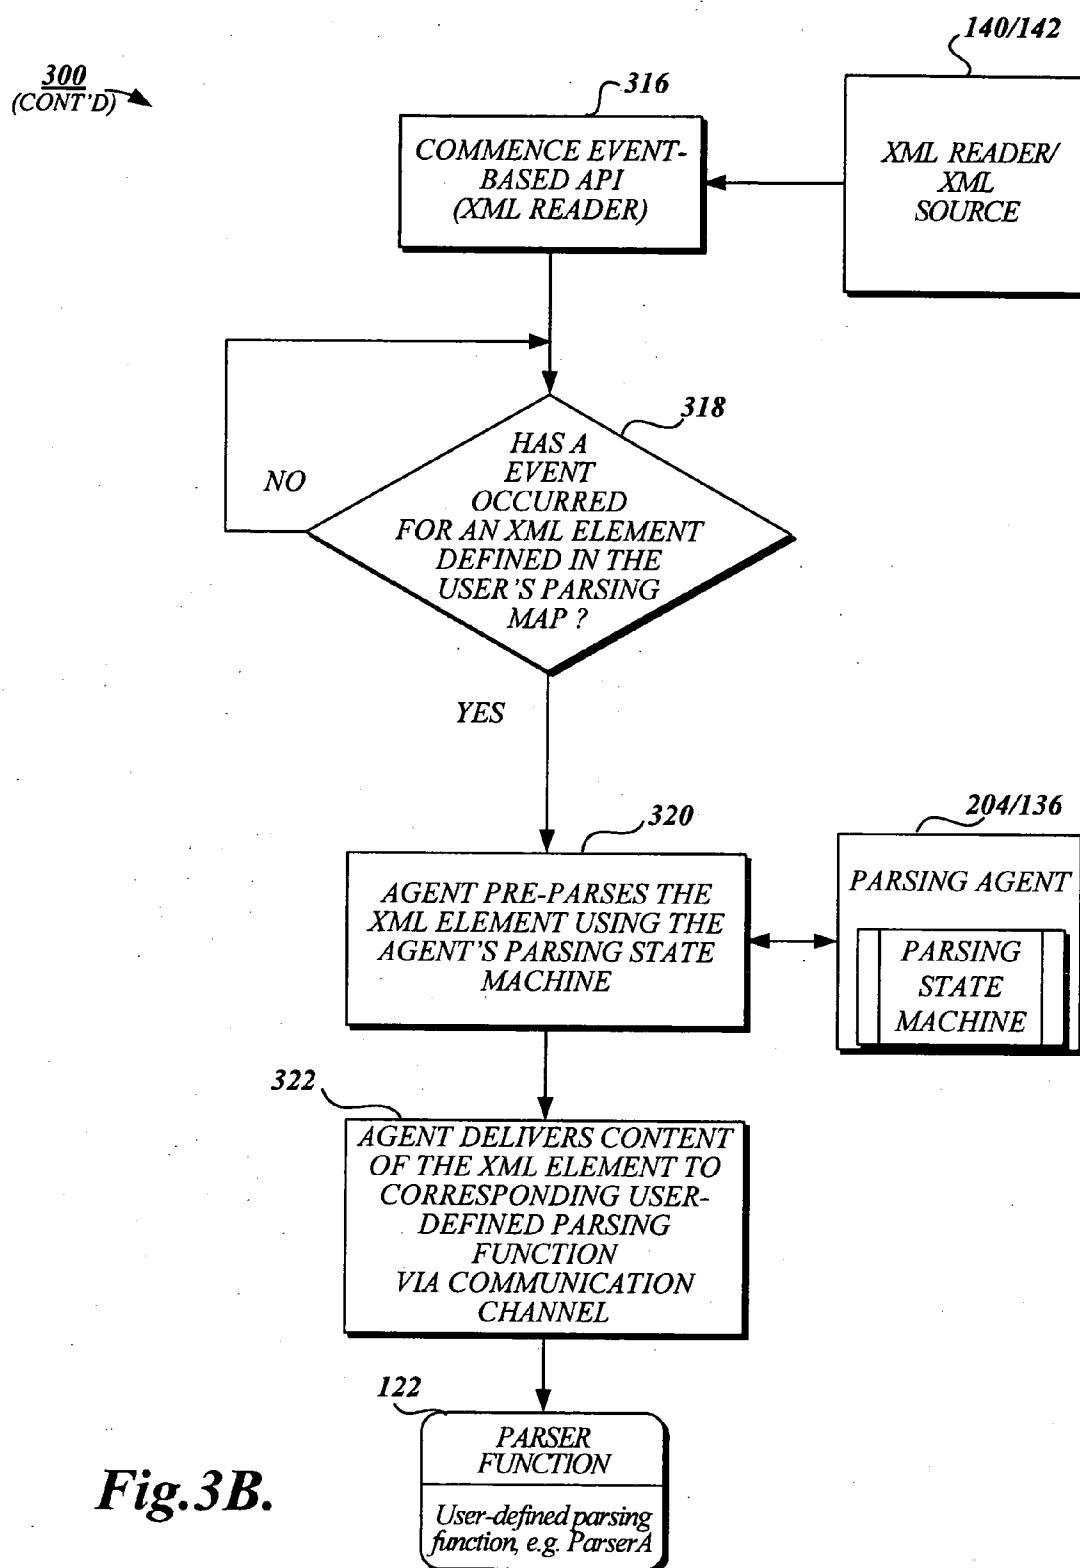 140/142
300
(CONT'D)
316
COMMENCE EVENT-
BASED API
(XML READER)
XML READER/
XML
SOURCE
318
HAS A
EVENT
OCCURRED
FOR AN XML ELEMENT
DEFINED IN THE
USER'S PARSING
MAP ?
NO
YES
320
AGENT PRE-PARSES THE
XML ELEMENT USING THE
AGENT'S PARSING STATE
MACHINE
204/136
PARSING AGENT
PARSING
STATE
MACHINE
322
AGENT DELIVERS CONTENT
OF THE XML ELEMENT TO
CORRESPONDING USER-
DEFINED PARSING
FUNCTION
VIA COMMUNICATION
CHANNEL
122
PARSER
FUNCTION
User-defined parsing
function, e.g. ParserA
Fig.3B.